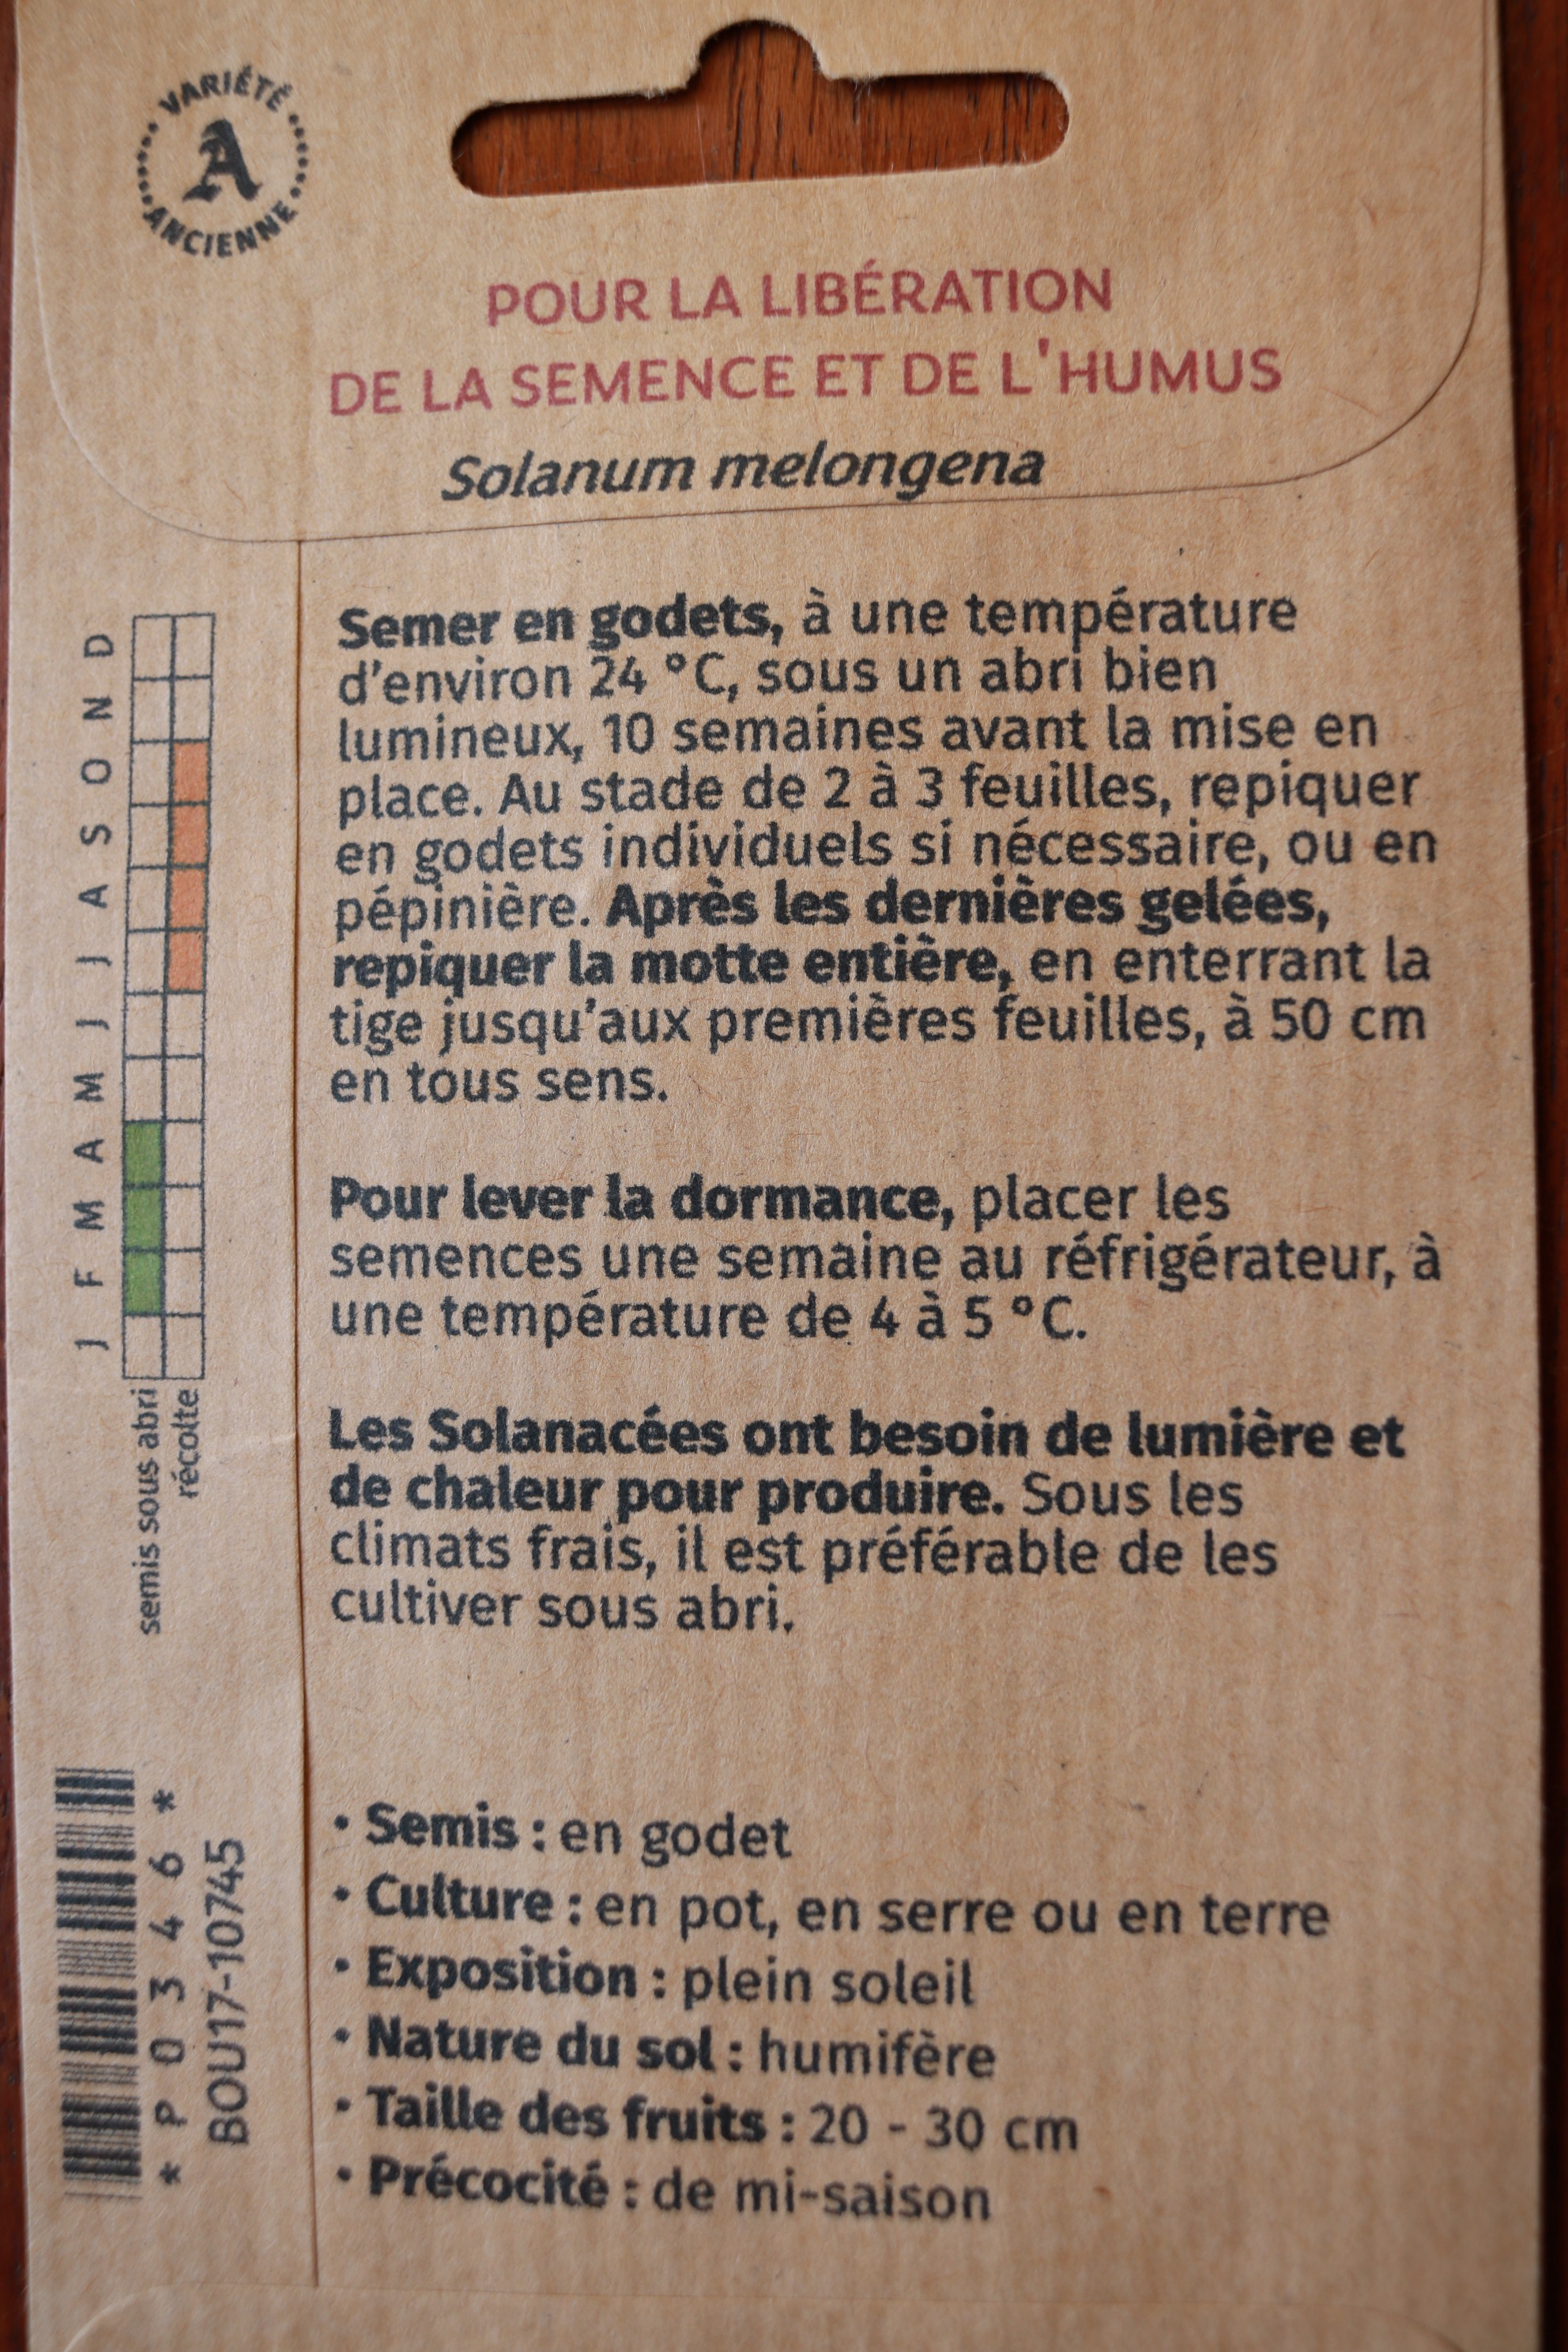 VARIÉTÉ
A
ANCIENNE
POUR LA LIBÉRATION
DE LA SEMENCE ET DE L'HUMUS
Solanum melongena
J F M A M J J A S O N D
semis sous abri
récolte
Semer en godets, à une température
d'environ 24 °C, sous un abri bien
lumineux, 10 semaines avant la mise en
place. Au stade de 2 à 3 feuilles, repiquer
en godets individuels si nécessaire, ou en
pépinière. Après les dernières gelées,
repiquer la motte entière, en enterrant la
tige jusqu'aux premières feuilles, à 50 cm
en tous sens.
Pour lever la dormance, placer les
semences une semaine au réfrigérateur, à
une température de 4 à 5 °C.
Les Solanacées ont besoin de lumière et
de chaleur pour produire. Sous les
climats frais, il est préférable de les
cultiver sous abri.
* P 0 3 4 6 *
BOU17-10745
• Semis : en godet
• Culture : en pot, en serre ou en terre
• Exposition : plein soleil
• Nature du sol : humifère
• Taille des fruits : 20 - 30 cm
• Précocité : de mi-saison